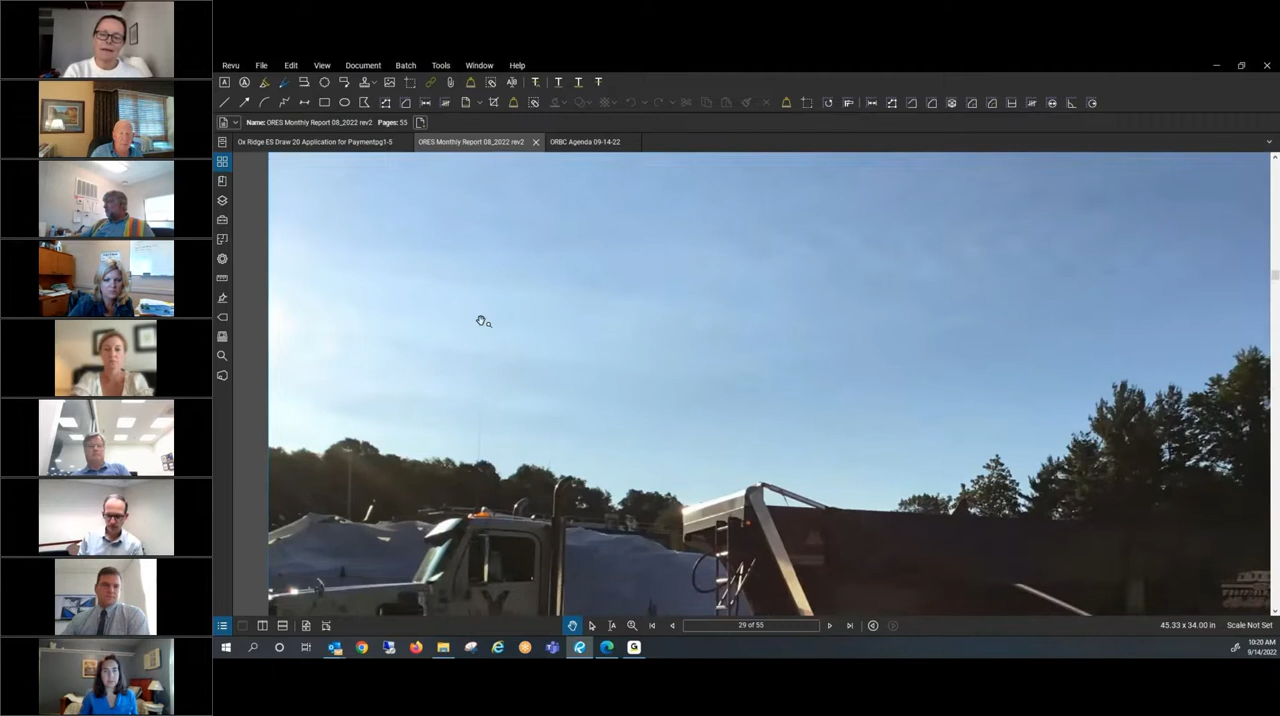 Revu File Edit View Document Batch Tools Window Help
Name: ORES Monthly Report 08_2022 rev2 Pages: 55
Ox Ridge ES Draw 20 Application for Paymentpg1-5 ORES Monthly Report 08_2022 rev2 ORBC Agenda 09-14-22
29 of 55 45.33 x 34.00 in Scale Not Set
10:20 AM
9/14/2022